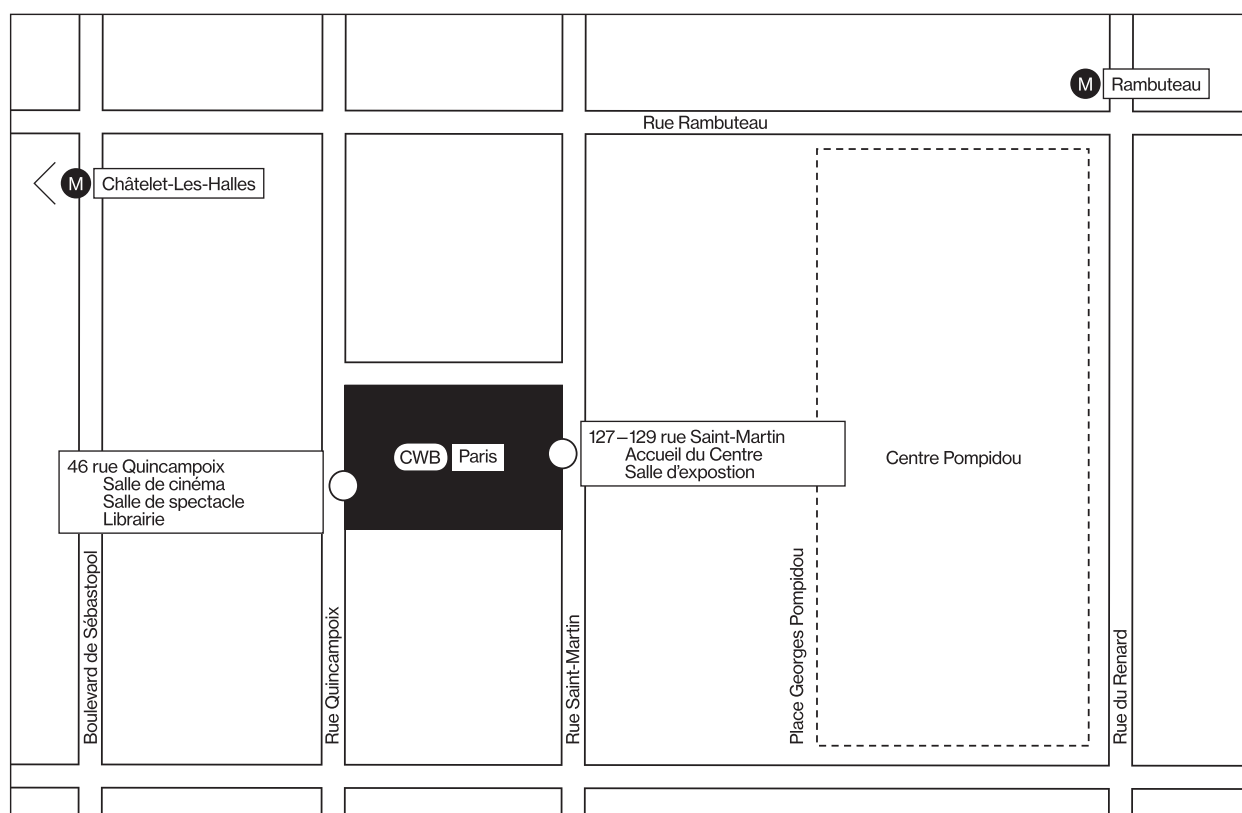 M Rambuteau
Rue Rambuteau
M Châtelet-Les-Halles
127–129 rue Saint-Martin
Accueil du Centre
Salle d'expostion
CWB Paris
Centre Pompidou
46 rue Quincampoix
Salle de cinéma
Salle de spectacle
Librairie
Boulevard de Sébastopol
Rue Quincampoix
Rue Saint-Martin
Place Georges Pompidou
Rue du Renard